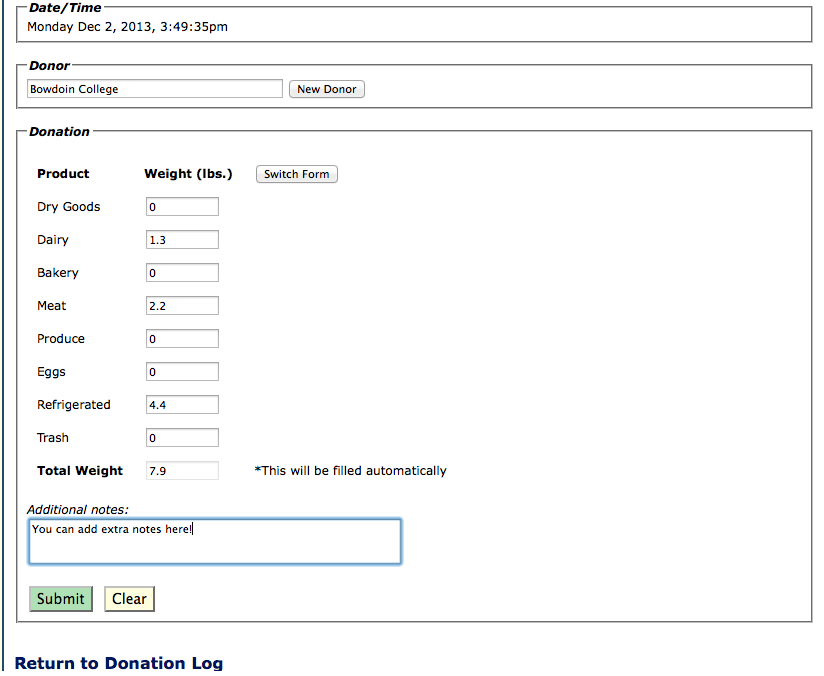 Date/Time
Monday Dec 2, 2013, 3:49:35pm
Donor
Bowdoin College New Donor
Donation
Product Weight (lbs.) Switch Form
Dry Goods 0
Dairy 1.3
Bakery 0
Meat 2.2
Produce 0
Eggs 0
Refrigerated 4.4
Trash 0
Total Weight 7.9 *This will be filled automatically
Additional notes:
You can add extra notes here!
Submit Clear
Return to Donation Log